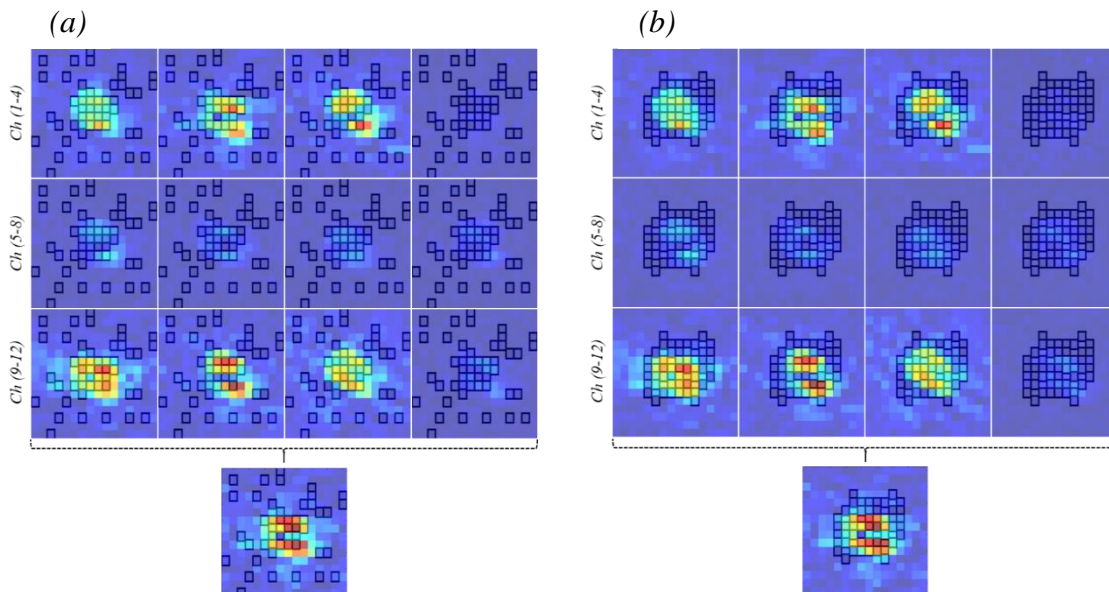 (a) (b)
Ch (1-4) Ch (1-4)
Ch (5-8) Ch (5-8)
Ch (9-12) Ch (9-12)